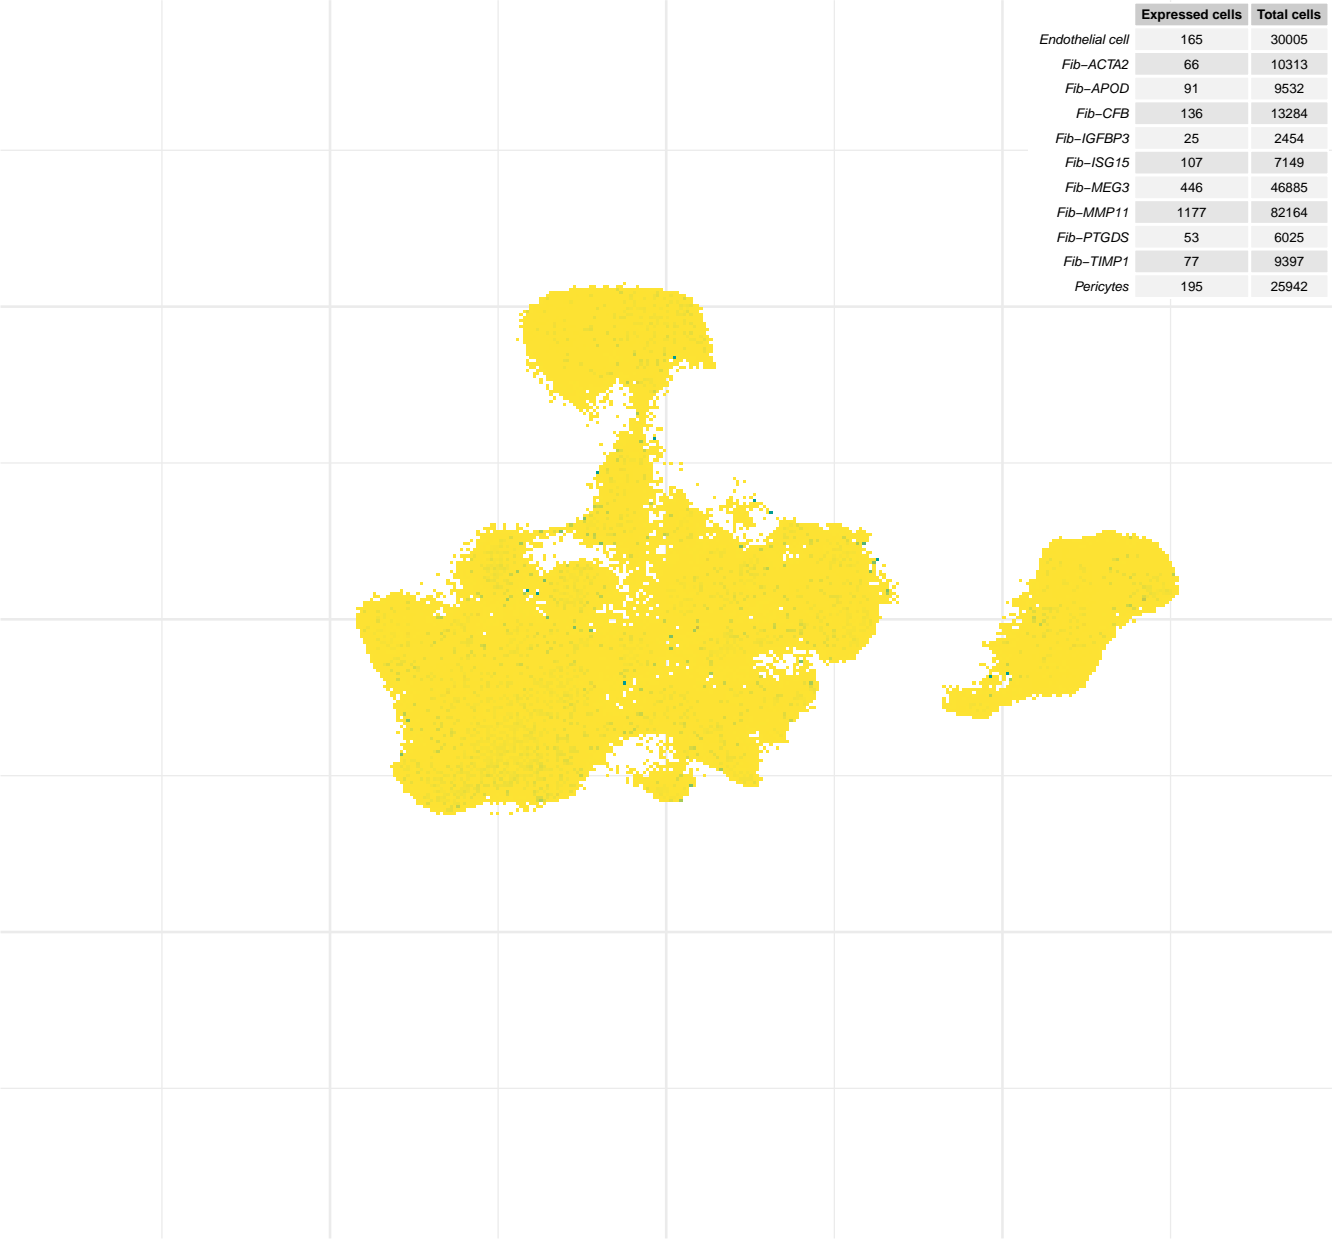 Expressed cells Total cells
Endothelial cell 165 30005
Fib−ACTA2 66 10313
Fib−APOD 91 9532
Fib−CFB 136 13284
Fib−IGFBP3 25 2454
Fib−ISG15 107 7149
Fib−MEG3 446 46885
Fib−MMP11 1177 82164
Fib−PTGDS 53 6025
Fib−TIMP1 77 9397
Pericytes 195 25942